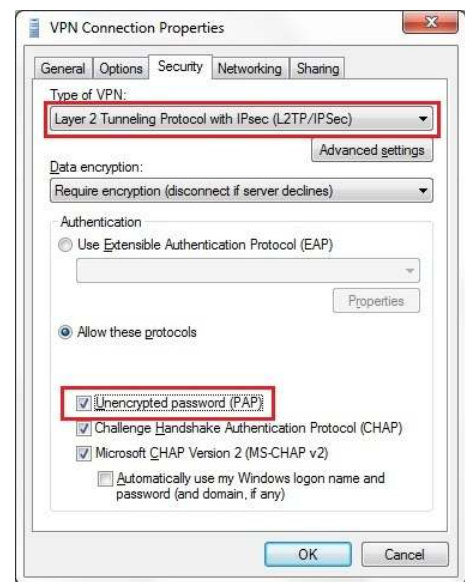 VPN Connection Properties
General Options Security Networking Sharing
Type of VPN:
Layer 2 Tunneling Protocol with IPsec (L2TP/IPSec)
Advanced settings
Data encryption:
Require encryption (disconnect if server declines)
Authentication
Use Extensible Authentication Protocol (EAP)
Properties
Allow these protocols
Unencrypted password (PAP)
Challenge Handshake Authentication Protocol (CHAP)
Microsoft CHAP Version 2 (MS-CHAP v2)
Automatically use my Windows logon name and
password (and domain, if any)
OK Cancel